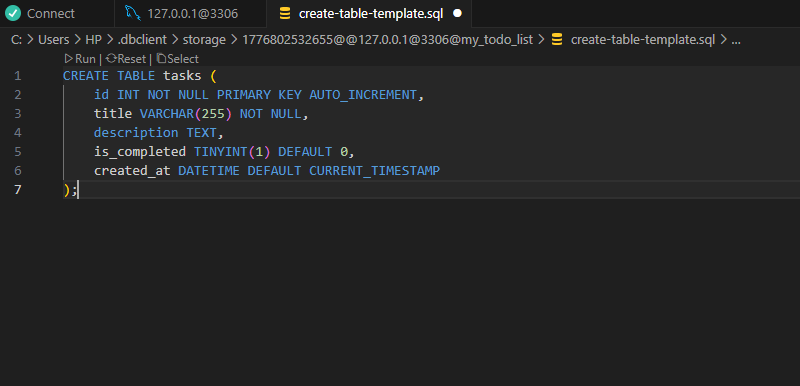 Connect
127.0.0.1@3306
create-table-template.sql
C: > Users > HP > .dbclient > storage > 1776802532655@@127.0.0.1@3306@my_todo_list > create-table-template.sql > ...
Run | Reset | Select
1 CREATE TABLE tasks (
2     id INT NOT NULL PRIMARY KEY AUTO_INCREMENT,
3     title VARCHAR(255) NOT NULL,
4     description TEXT,
5     is_completed TINYINT(1) DEFAULT 0,
6     created_at DATETIME DEFAULT CURRENT_TIMESTAMP
7 );